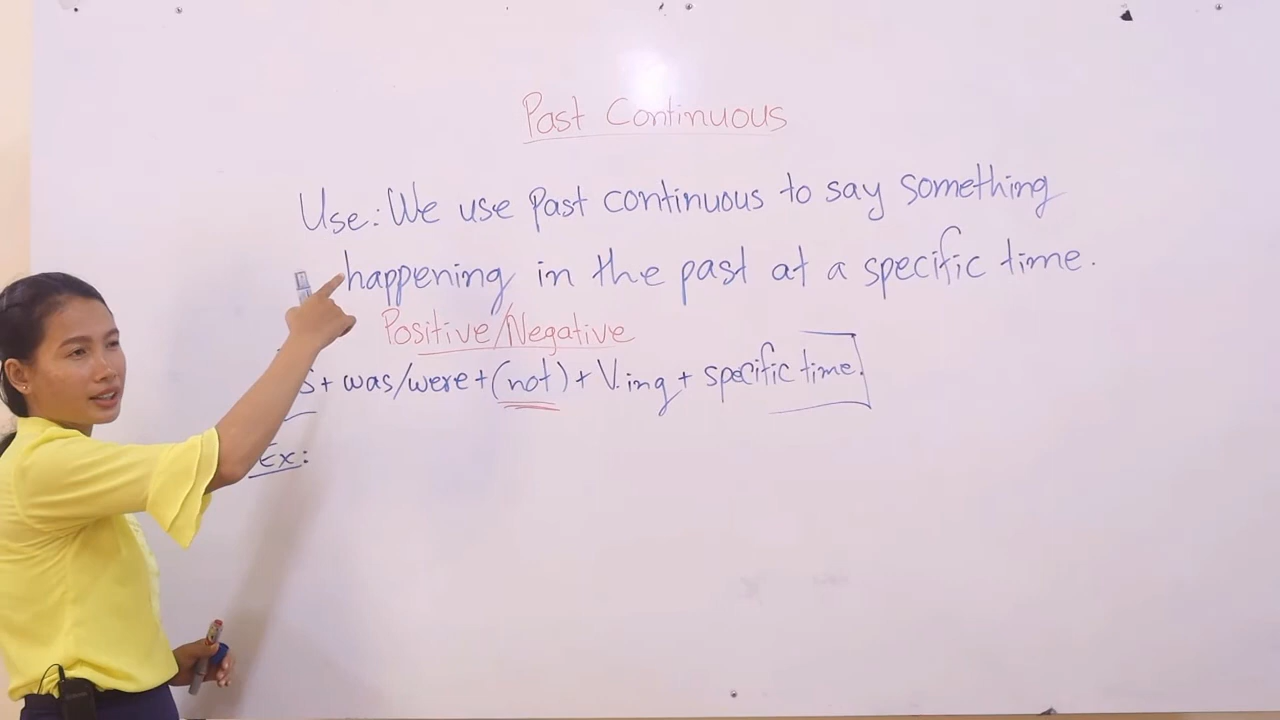 Past Continuous
Use: We use Past continuous to say something
happening in the past at a specific time.
Positive/Negative
S + was/were + (not) + V.ing + specific time.
Ex: